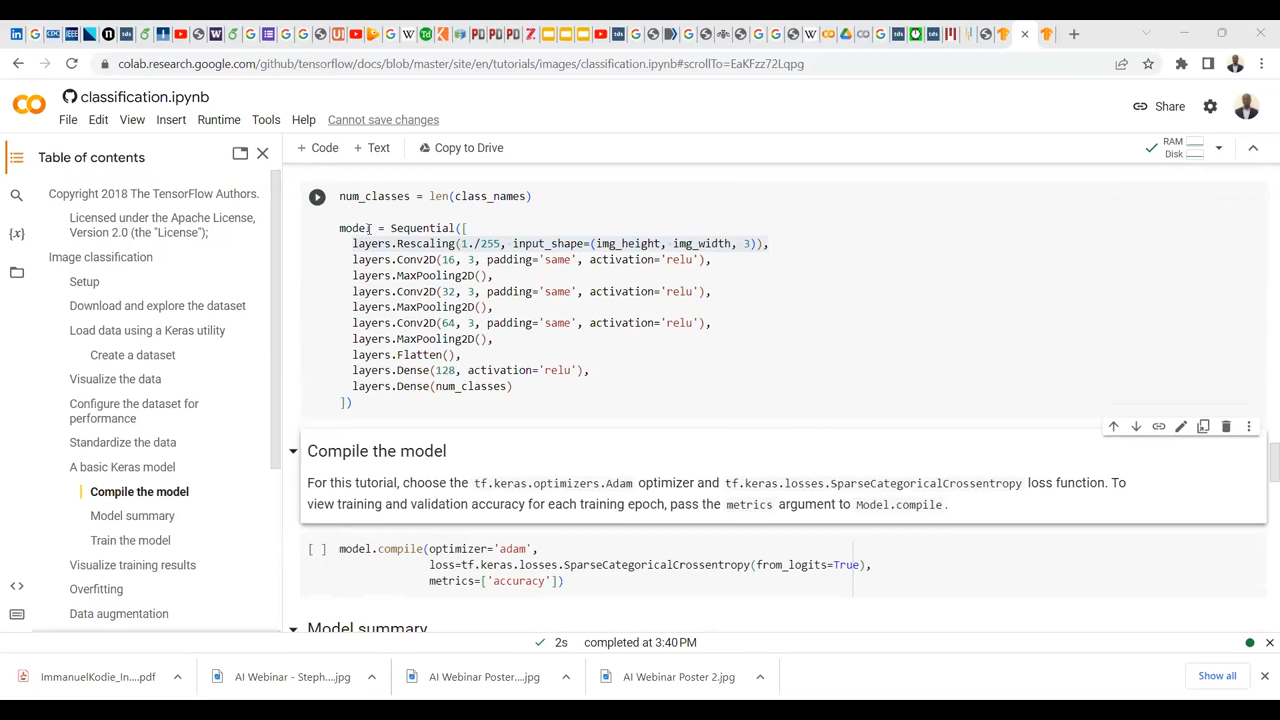 colab.research.google.com/github/tensorflow/docs/blob/master/site/en/tutorials/images/classification.ipynb#scrollTo=EaKFzz72Lqpg
classification.ipynb
Share
File Edit View Insert Runtime Tools Help Cannot save changes
Table of contents
+ Code + Text Copy to Drive
RAM
Disk
Copyright 2018 The TensorFlow Authors.
Licensed under the Apache License,
Version 2.0 (the "License");
Image classification
Setup
Download and explore the dataset
Load data using a Keras utility
Create a dataset
Visualize the data
Configure the dataset for
performance
Standardize the data
A basic Keras model
Compile the model
Model summary
Train the model
Visualize training results
Overfitting
Data augmentation
num_classes = len(class_names)
model = Sequential([
layers.Rescaling(1./255, input_shape=(img_height, img_width, 3)),
layers.Conv2D(16, 3, padding='same', activation='relu'),
layers.MaxPooling2D(),
layers.Conv2D(32, 3, padding='same', activation='relu'),
layers.MaxPooling2D(),
layers.Conv2D(64, 3, padding='same', activation='relu'),
layers.MaxPooling2D(),
layers.Flatten(),
layers.Dense(128, activation='relu'),
layers.Dense(num_classes)
])
Compile the model
For this tutorial, choose the tf.keras.optimizers.Adam optimizer and tf.keras.losses.SparseCategoricalCrossentropy loss function. To
view training and validation accuracy for each training epoch, pass the metrics argument to Model.compile.
[ ] model.compile(optimizer='adam',
loss=tf.keras.losses.SparseCategoricalCrossentropy(from_logits=True),
metrics=['accuracy'])
Model summary
2s completed at 3:40 PM
ImmanuelKodie_In....pdf
AI Webinar - Steph....jpg
AI Webinar Poster....jpg
AI Webinar Poster 2.jpg
Show all